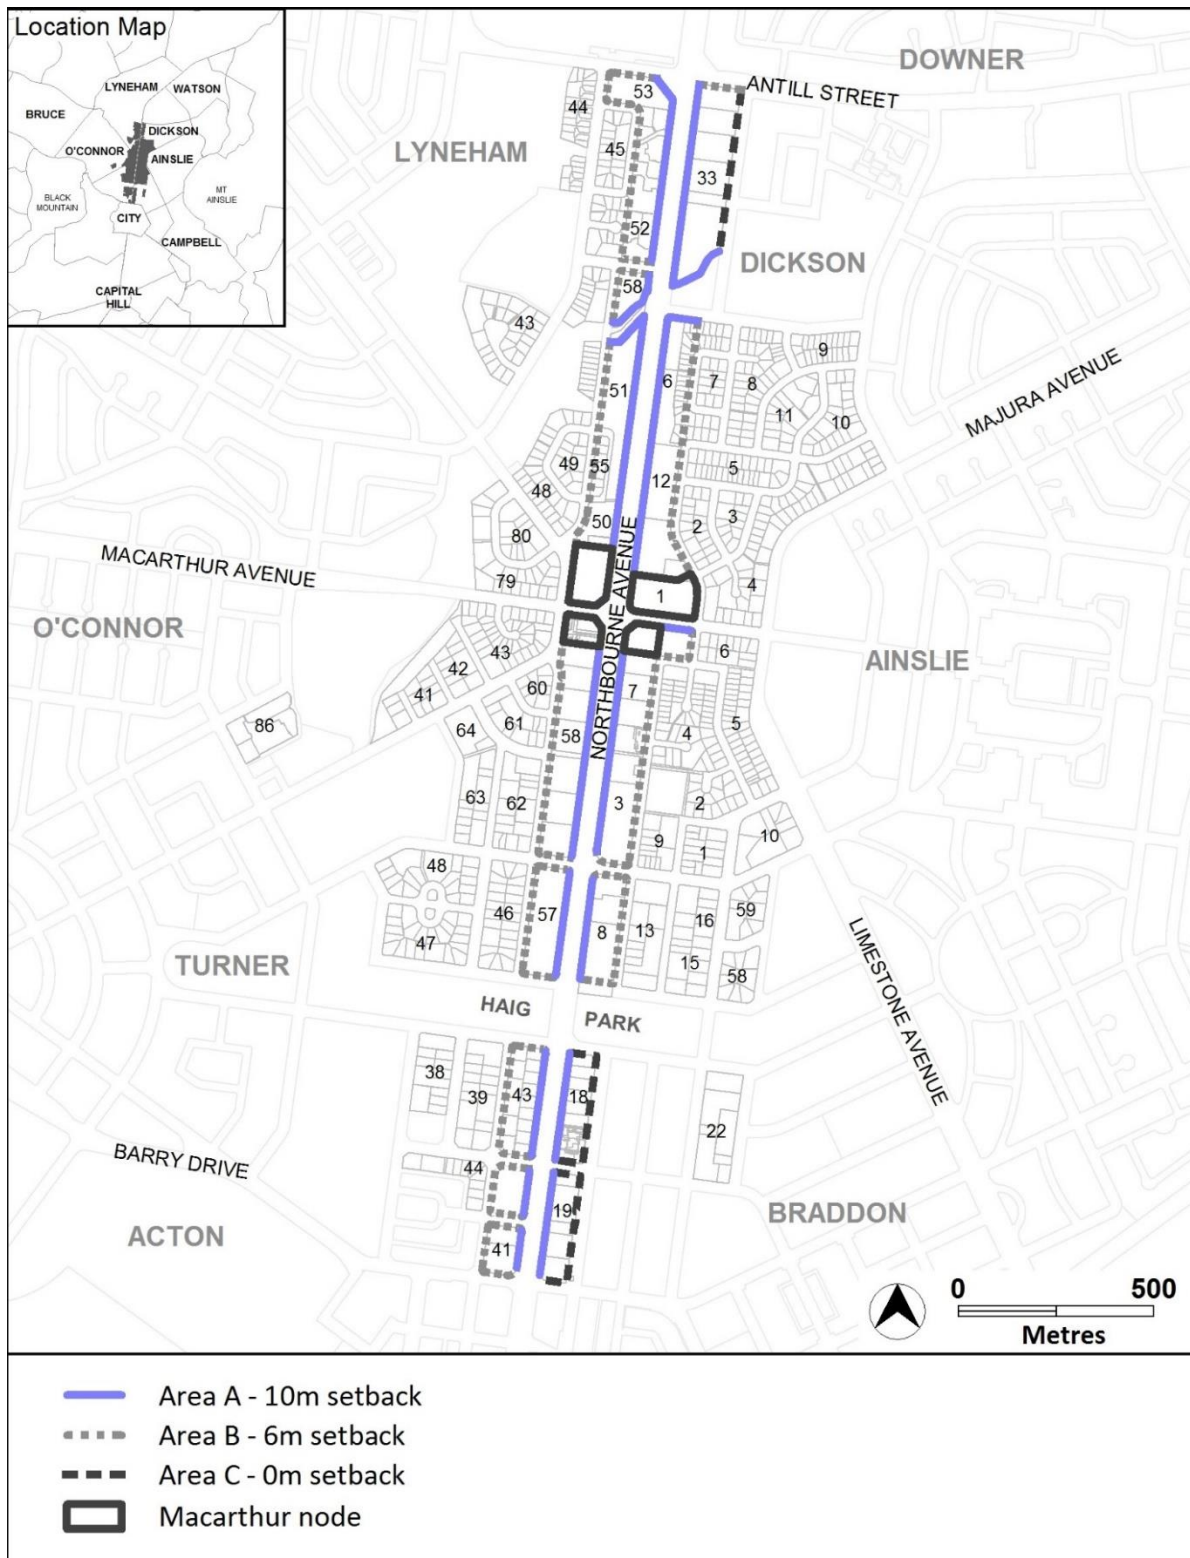 Location Map
LYNEHAM
WATSON
BRUCE
DICKSON
O'CONNOR
AINSLIE
BLACK
MOUNTAIN
MT
AINSLIE
CITY
CAMPBELL
CAPITAL
HILL
DOWNER
ANTILL STREET
53
44
LYNEHAM
45
33
52
DICKSON
58
43
9
51
6
7
8
MAJURA AVENUE
11
10
49
55
5
48
12
50
2
3
80
MACARTHUR AVENUE
79
1
4
O'CONNOR
NORTHBOURNE AVENUE
43
6
AINSLIE
42
41
60
7
86
64
61
58
4
5
63
62
3
2
9
1
10
48
46
57
8
13
16
59
47
15
58
TURNER
LIMESTONE AVENUE
HAIG PARK
38
39
43
18
22
BARRY DRIVE
44
19
BRADDON
ACTON
41
0 500
Metres
Area A - 10m setback
Area B - 6m setback
Area C - 0m setback
Macarthur node